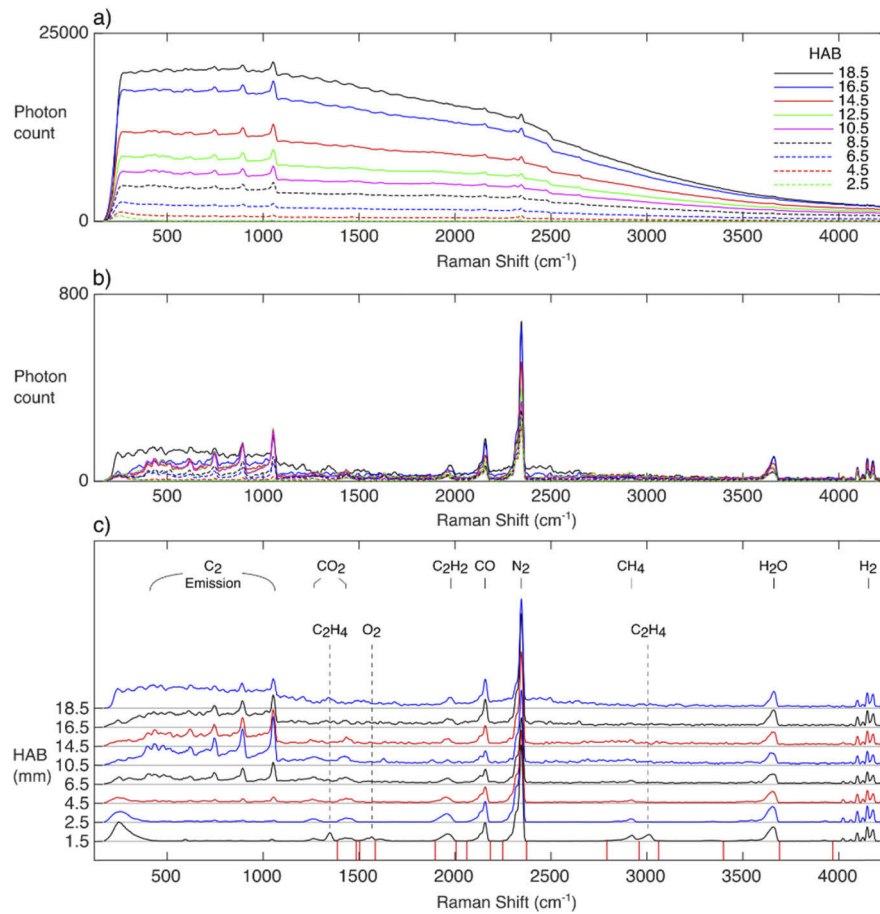 a)
25000
Photon
count
0
HAB
18.5
16.5
14.5
12.5
10.5
8.5
6.5
4.5
2.5
500 1000 1500 2000 2500 3000 3500 4000
Raman Shift (cm-1)
b)
800
Photon
count
0
500 1000 1500 2000 2500 3000 3500 4000
Raman Shift (cm-1)
c)
C2 CO2 C2H2 CO N2 CH4 H2O H2
Emission
C2H4 O2 C2H4
18.5
16.5
14.5
HAB
10.5
(mm)
6.5
4.5
2.5
1.5
500 1000 1500 2000 2500 3000 3500 4000
Raman Shift (cm-1)